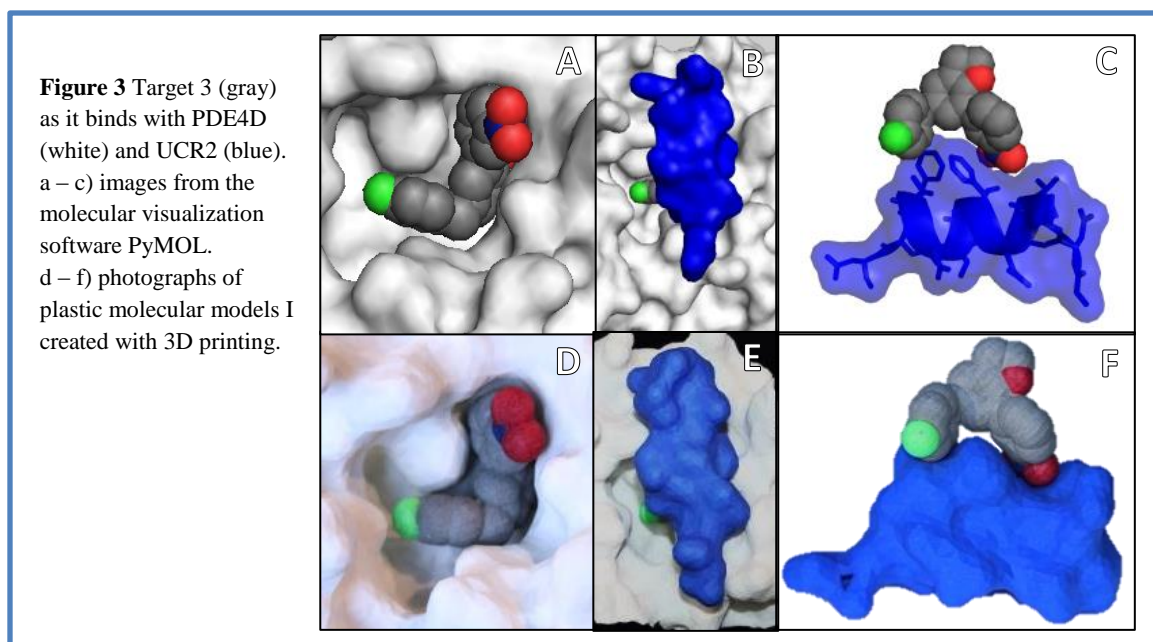 Figure 3 Target 3 (gray)
as it binds with PDE4D
(white) and UCR2 (blue).
a – c) images from the
molecular visualization
software PyMOL.
d – f) photographs of
plastic molecular models I
created with 3D printing.
A
B
C
D
E
F